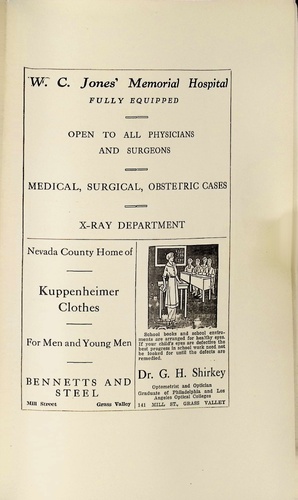 W. C. Jones' Memorial Hospital
FULLY EQUIPPED
OPEN TO ALL PHYSICIANS
AND SURGEONS
MEDICAL, SURGICAL, OBSTETRIC CASES
X-RAY DEPARTMENT
Nevada County Home of
Kuppenheimer
Clothes
For Men and Young Men
BENNETTS AND
STEEL
Mill Street Grass Valley
School books and school environ-
ments are arranged for healthy eyes.
If your child's eyes are defective the
best progress in school work need not
be looked for until the defects are
remedied.
Dr. G. H. Shirkey
Optometrist and Optician
Graduate of Philadelphia and Los
Angeles Optical Colleges
141 MILL ST., GRASS VALLEY